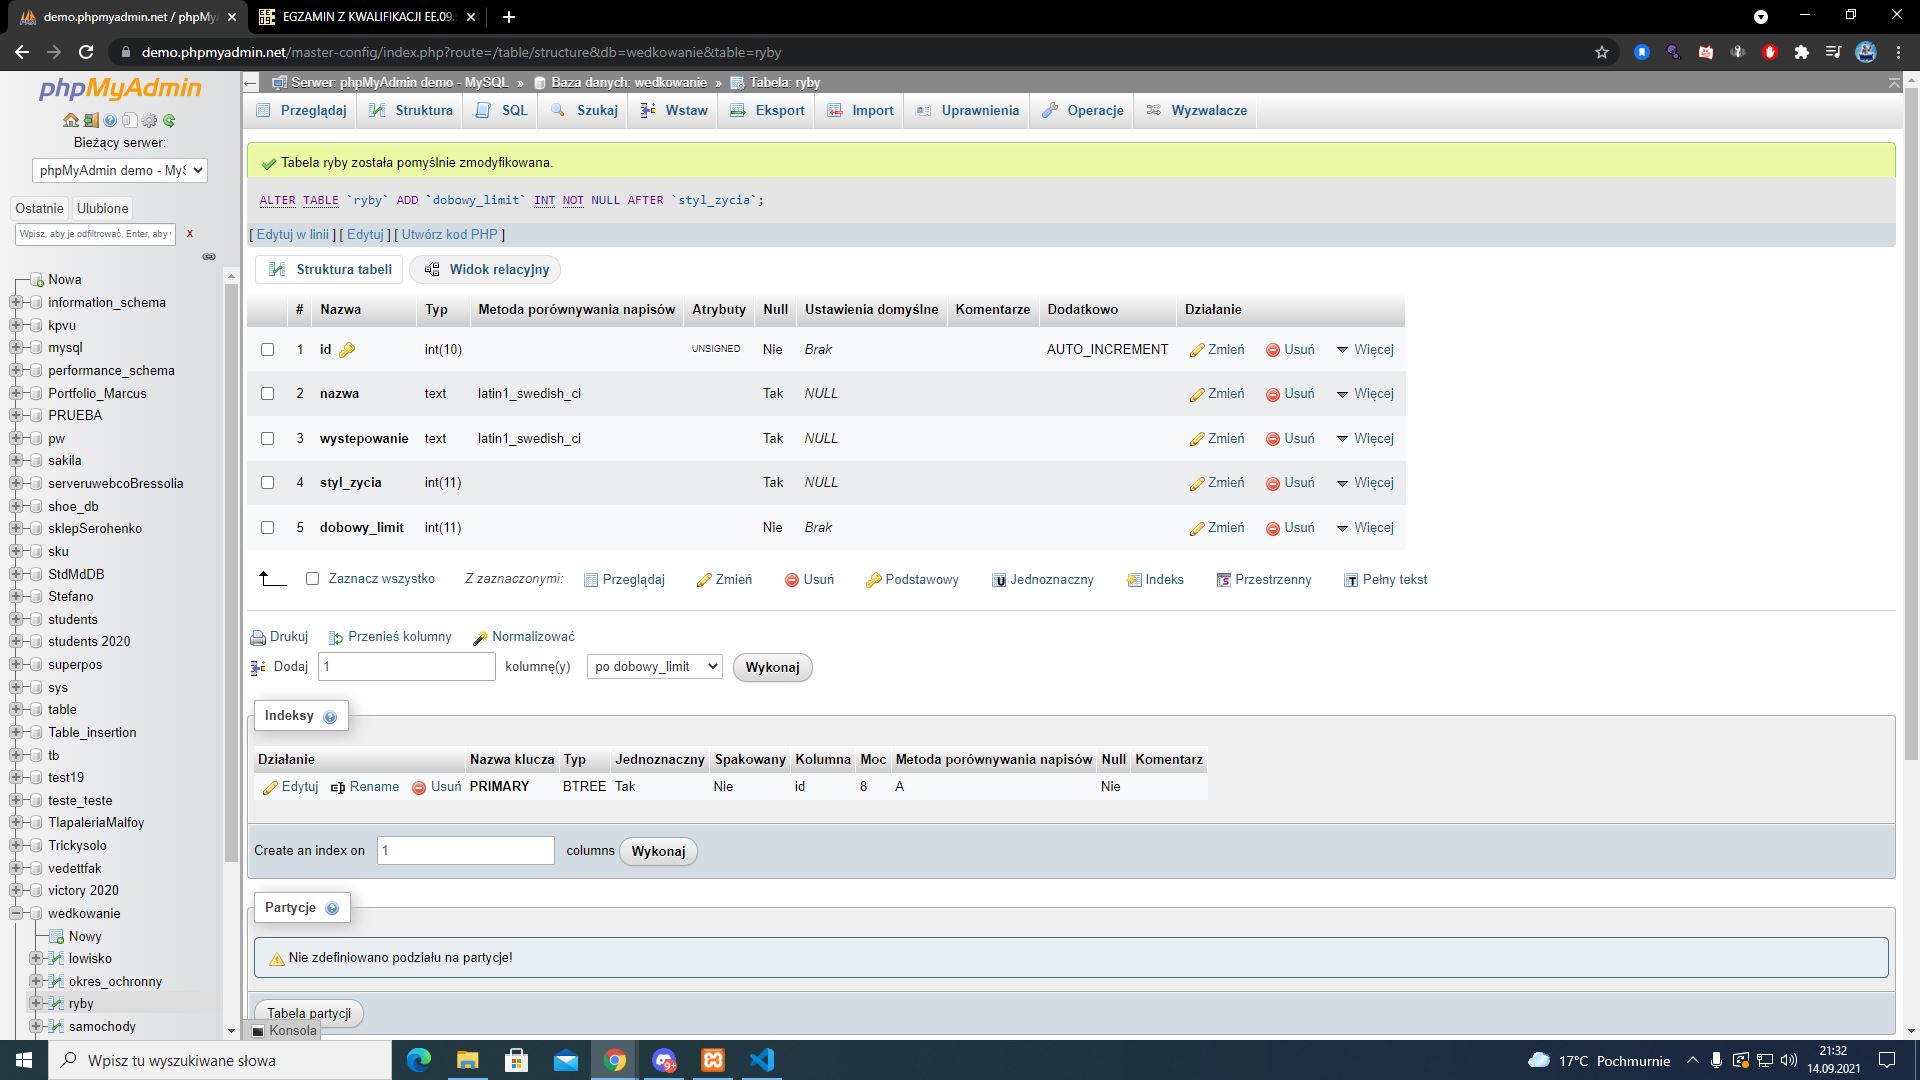 demo.phpmyadmin.net / phpMy
EGZAMIN Z KWALIFIKACJI EE.09.
demo.phpmyadmin.net/master-config/index.php?route=/table/structure&db=wedkowanie&table=ryby
phpMyAdmin
Bieżący serwer:
phpMyAdmin demo - MyS
Ostatnie Ulubione
Wpisz, aby je odfiltrować, Enter, aby v x
Nowa
information_schema
kpvu
mysql
performance_schema
Portfolio_Marcus
PRUEBA
pw
sakila
serveruwebcoBressolia
shoe_db
sklepSerohenko
sku
StdMdDB
Stefano
students
students 2020
superpos
sys
table
Table_insertion
tb
test19
teste_teste
TlapaleriaMalfoy
Trickysolo
vedettfak
victory 2020
wedkowanie
Nowy
lowisko
okres_ochronny
ryby
samochody
Serwer: phpMyAdmin demo - MySQL » Baza danych: wedkowanie » Tabela: ryby
Przeglądaj Struktura SQL Szukaj Wstaw Eksport Import Uprawnienia Operacje Wyzwalacze
Tabela ryby została pomyślnie zmodyfikowana.
ALTER TABLE `ryby` ADD `dobowy_limit` INT NOT NULL AFTER `styl_zycia`;
[ Edytuj w linii ] [ Edytuj ] [ Utwórz kod PHP ]
Struktura tabeli Widok relacyjny
# Nazwa Typ Metoda porównywania napisów Atrybuty Null Ustawienia domyślne Komentarze Dodatkowo Działanie
1 id int(10) UNSIGNED Nie Brak AUTO_INCREMENT Zmień Usuń Więcej
2 nazwa text latin1_swedish_ci Tak NULL Zmień Usuń Więcej
3 wystepowanie text latin1_swedish_ci Tak NULL Zmień Usuń Więcej
4 styl_zycia int(11) Tak NULL Zmień Usuń Więcej
5 dobowy_limit int(11) Nie Brak Zmień Usuń Więcej
Zaznacz wszystko Z zaznaczonymi: Przeglądaj Zmień Usuń Podstawowy Jednoznaczny Indeks Przestrzenny Pełny tekst
Drukuj Przenieś kolumny Normalizować
Dodaj 1 kolumnę(y) po dobowy_limit Wykonaj
Indeksy
Działanie Nazwa klucza Typ Jednoznaczny Spakowany Kolumna Moc Metoda porównywania napisów Null Komentarz
Edytuj Rename Usuń PRIMARY BTREE Tak Nie id 8 A Nie
Create an index on 1 columns Wykonaj
Partycje
Nie zdefiniowano podziału na partycje!
Tabela partycji
Konsola
Wpisz tu wyszukiwane słowa
17°C Pochmurnie
21:32
14.09.2021